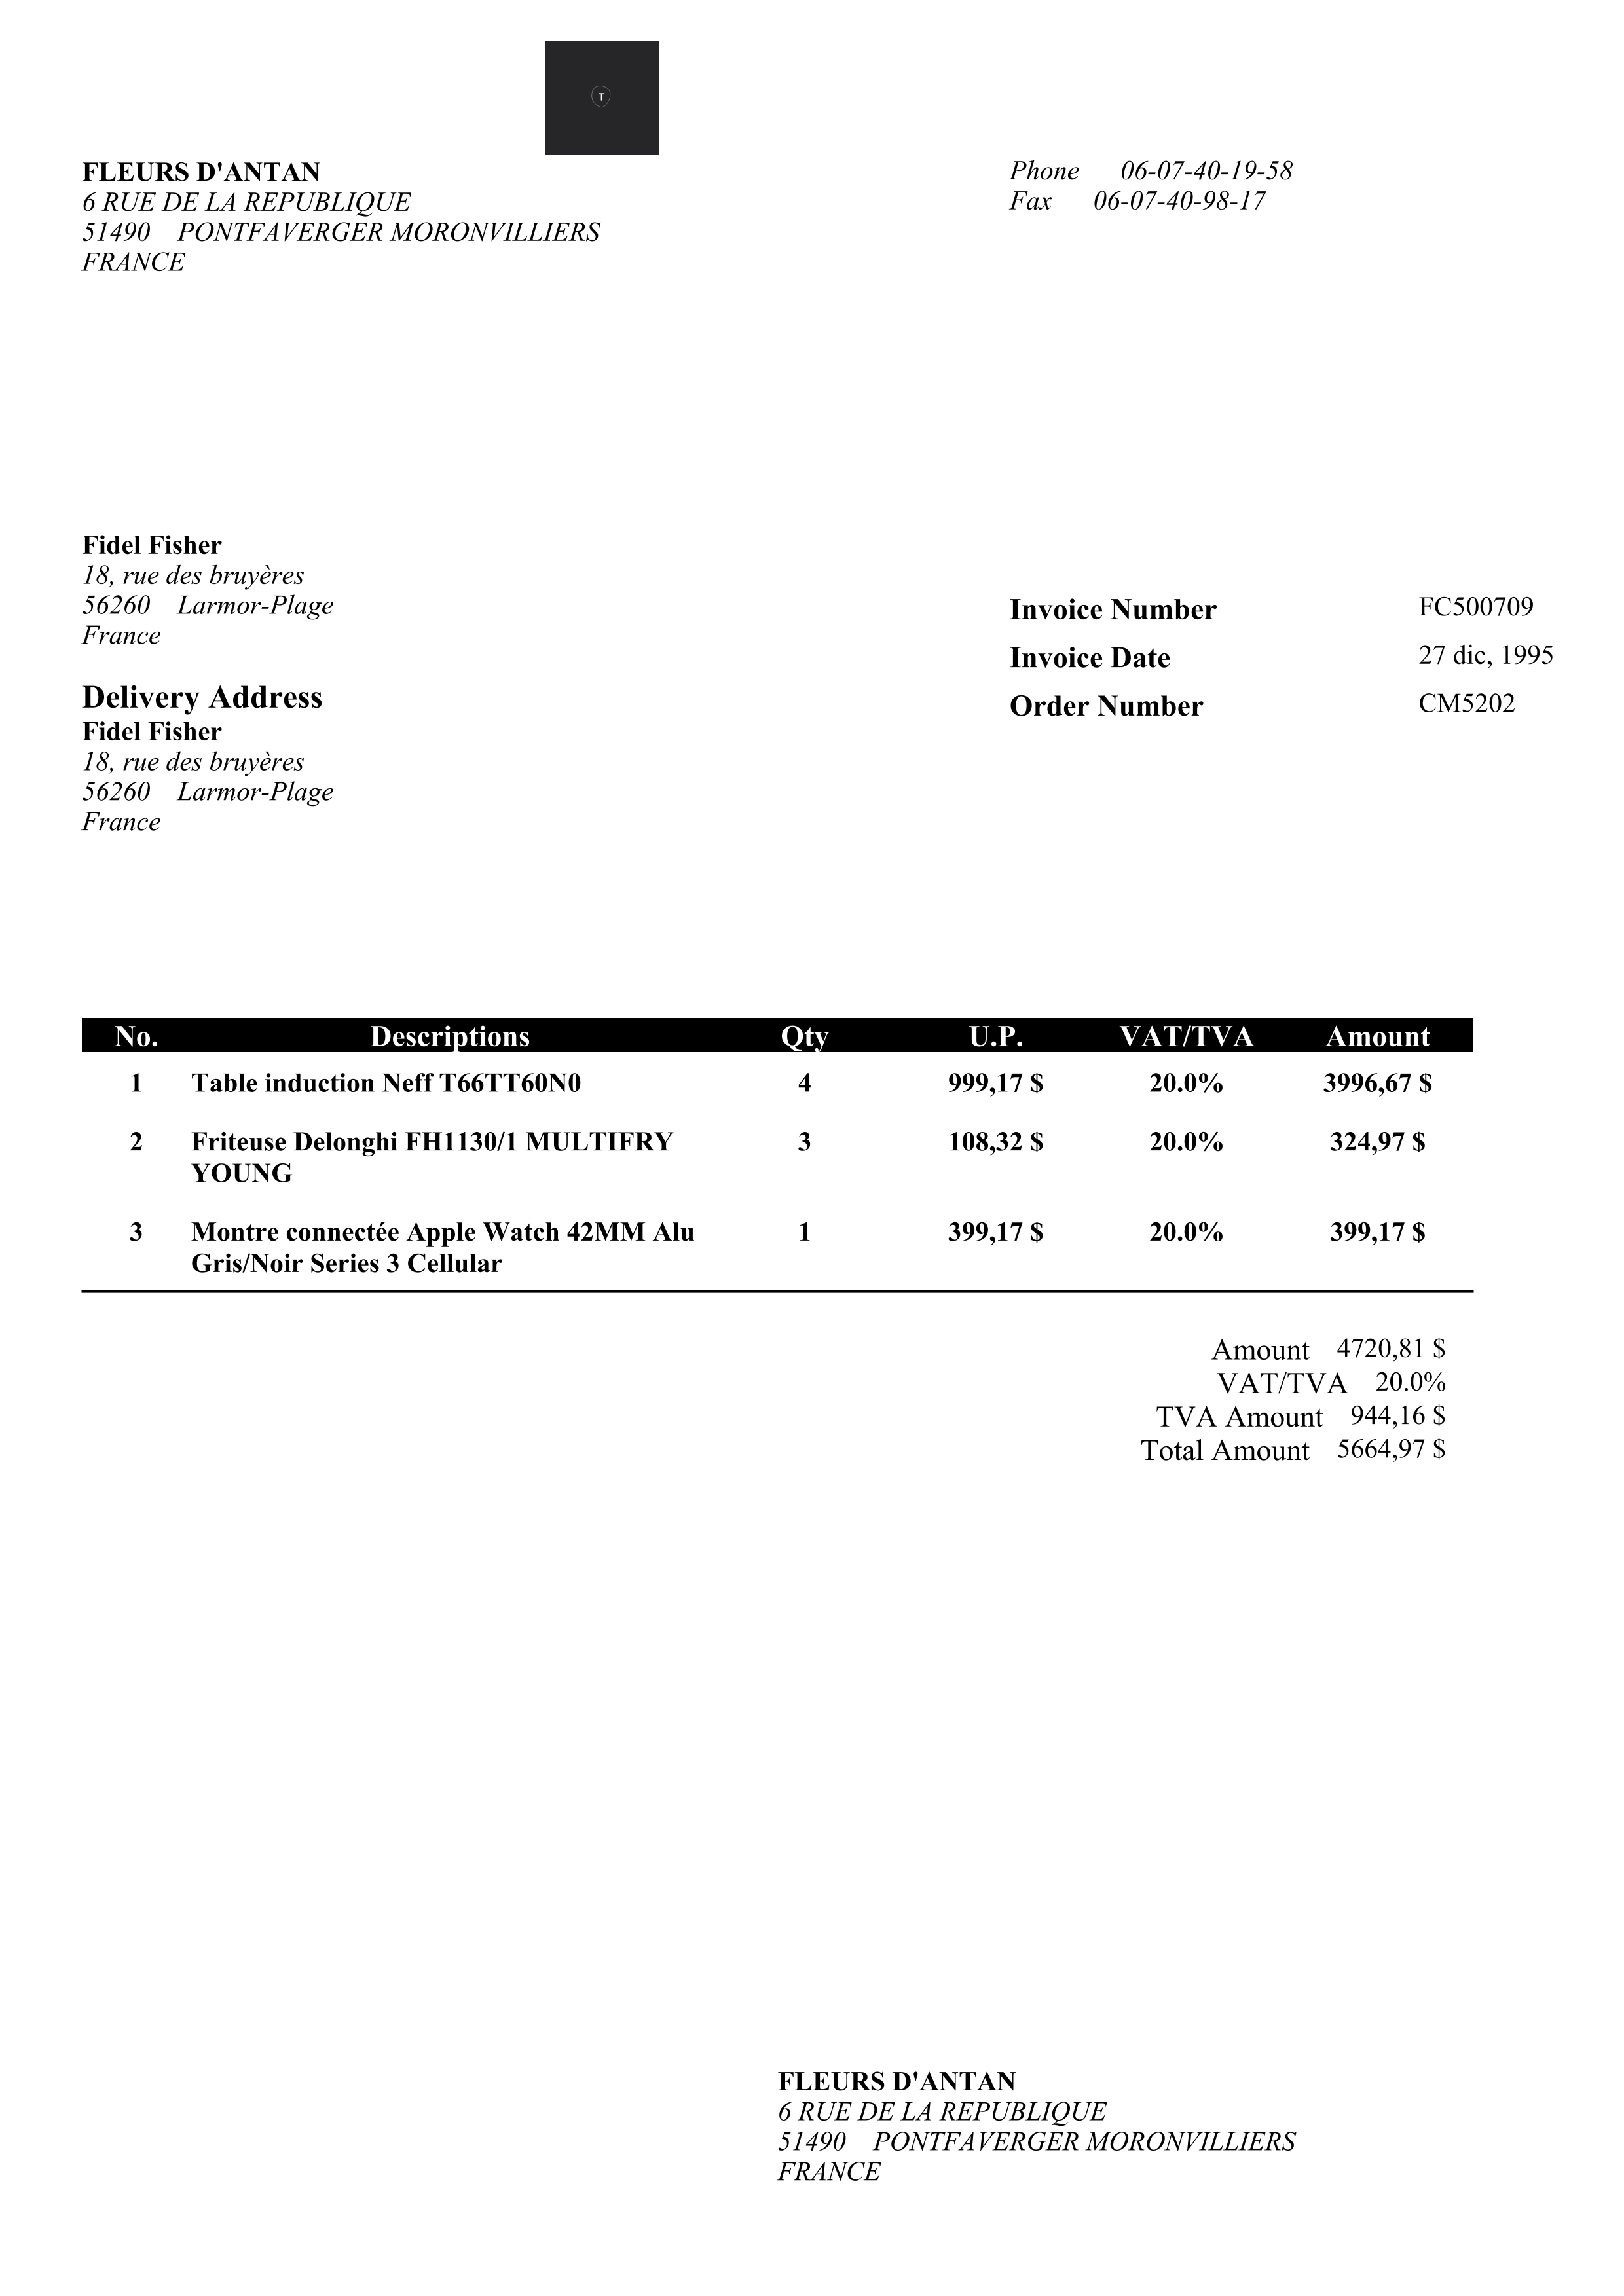 T
FLEURS D'ANTAN
6 RUE DE LA REPUBLIQUE
51490 PONTFAVERGER MORONVILLIERS
FRANCE
Phone 06-07-40-19-58
Fax 06-07-40-98-17
Fidel Fisher
18, rue des bruyères
56260 Larmor-Plage
France
Delivery Address
Fidel Fisher
18, rue des bruyères
56260 Larmor-Plage
France
Invoice Number FC500709
Invoice Date 27 dic, 1995
Order Number CM5202
No. Descriptions Qty U.P. VAT/TVA Amount
1 Table induction Neff T66TT60N0 4 999,17 $ 20.0% 3996,67 $
2 Friteuse Delonghi FH1130/1 MULTIFRY 3 108,32 $ 20.0% 324,97 $
YOUNG
3 Montre connectée Apple Watch 42MM Alu 1 399,17 $ 20.0% 399,17 $
Gris/Noir Series 3 Cellular
Amount 4720,81 $
VAT/TVA 20.0%
TVA Amount 944,16 $
Total Amount 5664,97 $
FLEURS D'ANTAN
6 RUE DE LA REPUBLIQUE
51490 PONTFAVERGER MORONVILLIERS
FRANCE